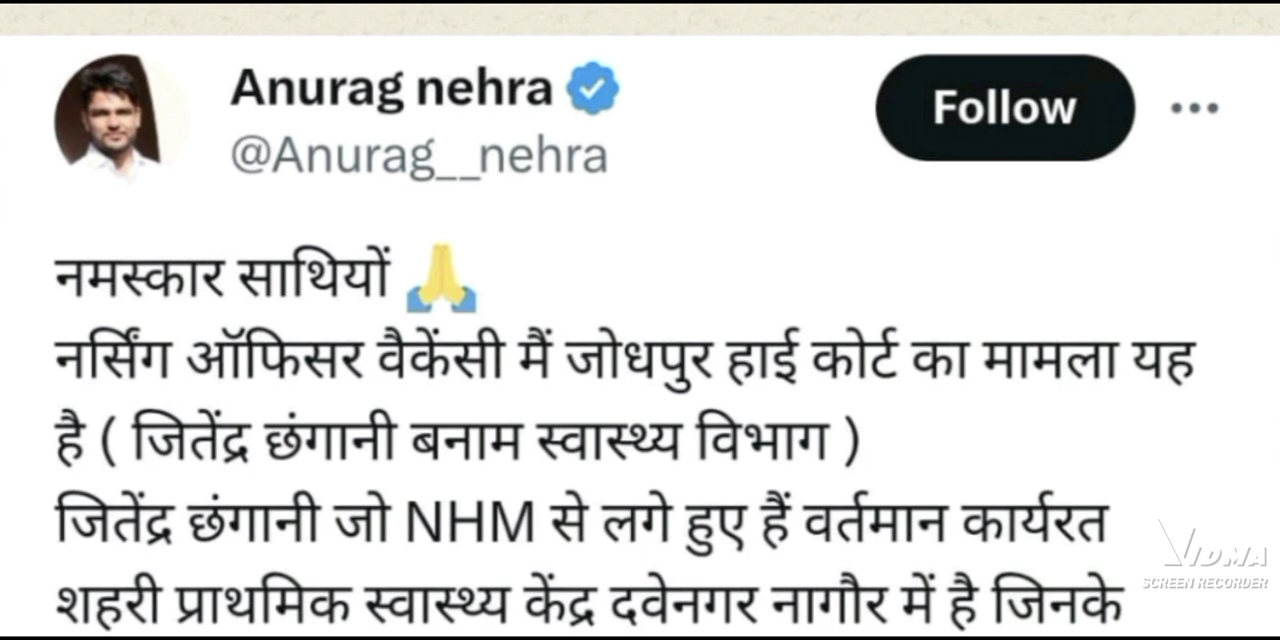 Anurag nehra
@Anurag__nehra
Follow
नमस्कार साथियों 🙏
नर्सिंग ऑफिसर वैकेंसी मैं जोधपुर हाई कोर्ट का मामला यह
है ( जितेंद्र छंगानी बनाम स्वास्थ्य विभाग )
जितेंद्र छंगानी जो NHM से लगे हुए हैं वर्तमान कार्यरत
शहरी प्राथमिक स्वास्थ्य केंद्र दवेनगर नागौर में है जिनके
VIDMA
SCREEN RECORDER